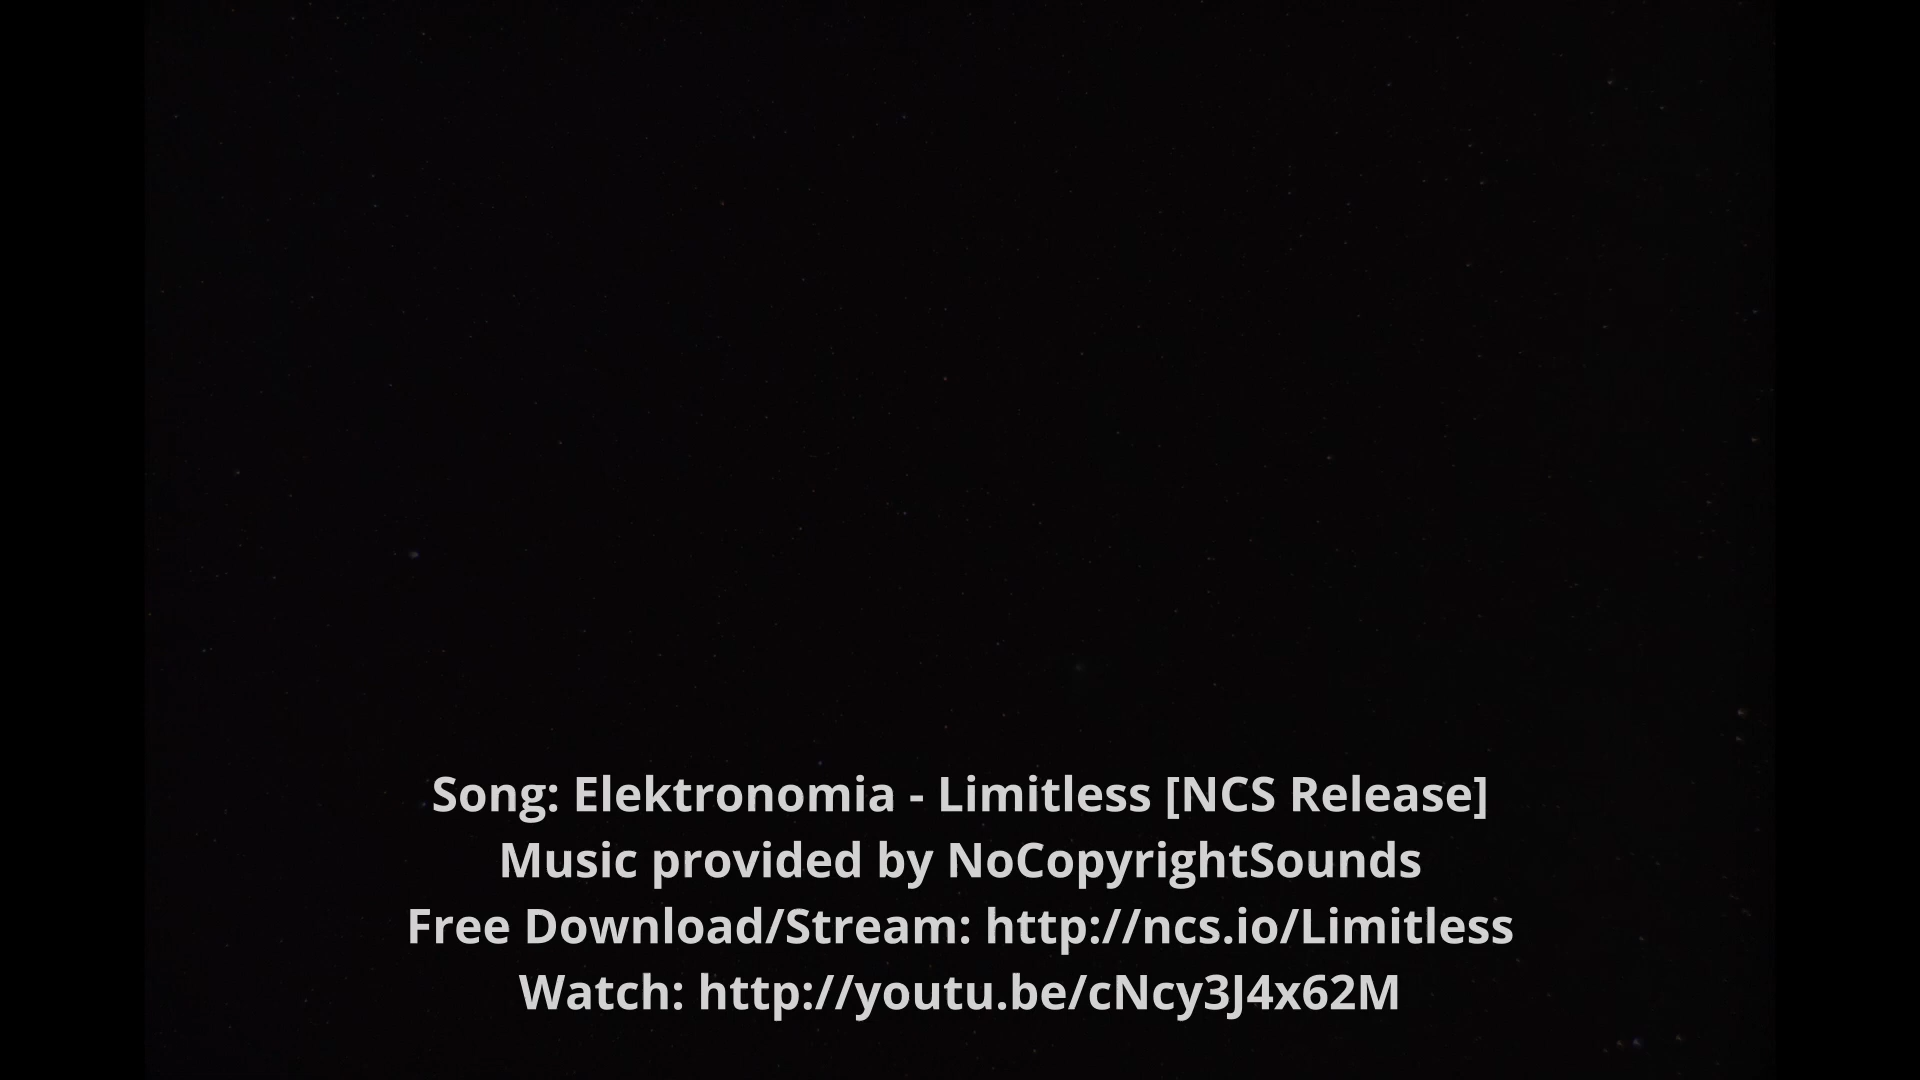 Song: Elektronomia - Limitless [NCS Release]
Music provided by NoCopyrightSounds
Free Download/Stream: http://ncs.io/Limitless
Watch: http://youtu.be/cNcy3J4x62M